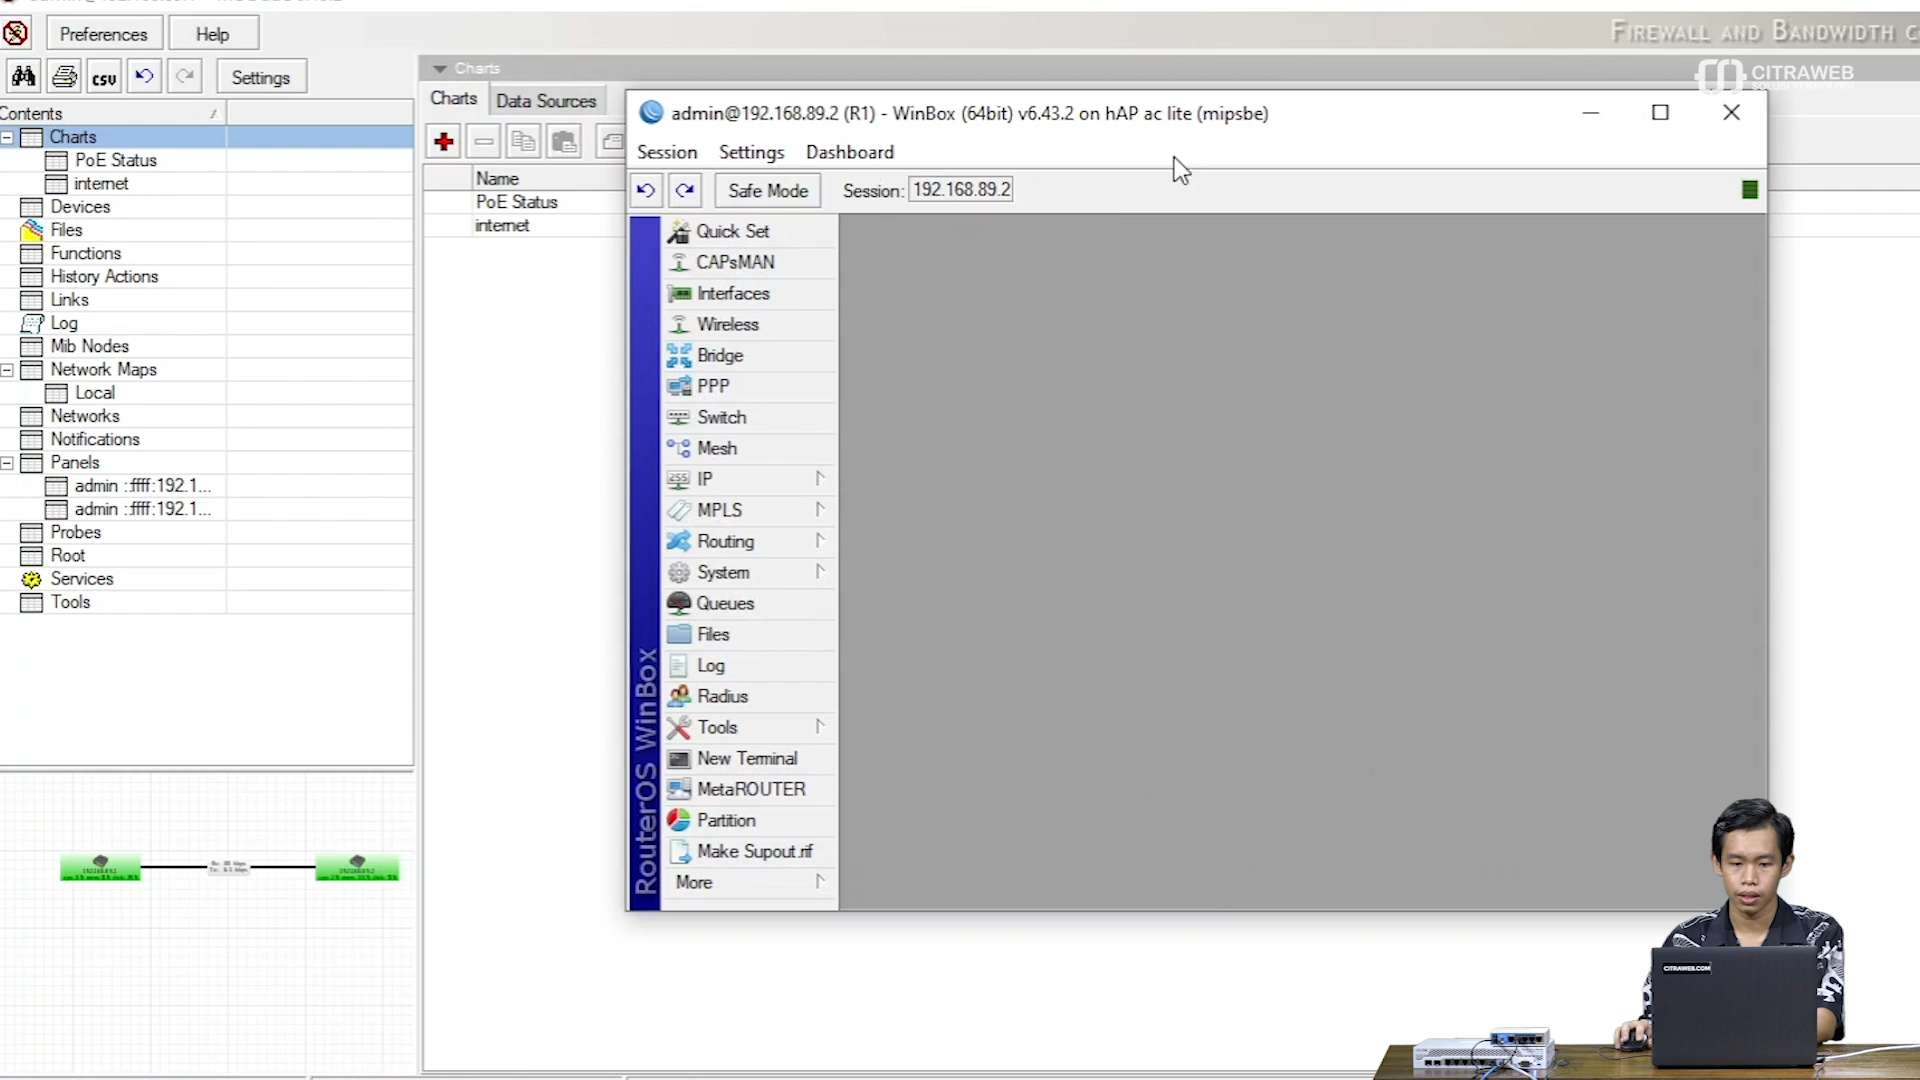 Preferences
Help
FIREWALL AND BANDWIDTH
CITRAWEB
csv
Settings
Charts
Contents
Charts
PoE Status
internet
Devices
Files
Functions
History Actions
Links
Log
Mib Nodes
Network Maps
Local
Networks
Notifications
Panels
admin ::ffff:192.1...
admin ::ffff:192.1...
Probes
Root
Services
Tools
Charts
Data Sources
Name
PoE Status
internet
admin@192.168.89.2 (R1) - WinBox (64bit) v6.43.2 on hAP ac lite (mipsbe)
Session
Settings
Dashboard
Safe Mode
Session: 192.168.89.2
RouterOS WinBox
Quick Set
CAPsMAN
Interfaces
Wireless
Bridge
PPP
Switch
Mesh
255
IP
MPLS
Routing
System
Queues
Files
Log
Radius
Tools
New Terminal
MetaROUTER
Partition
Make Supout.rif
More
CITRAWEB.COM